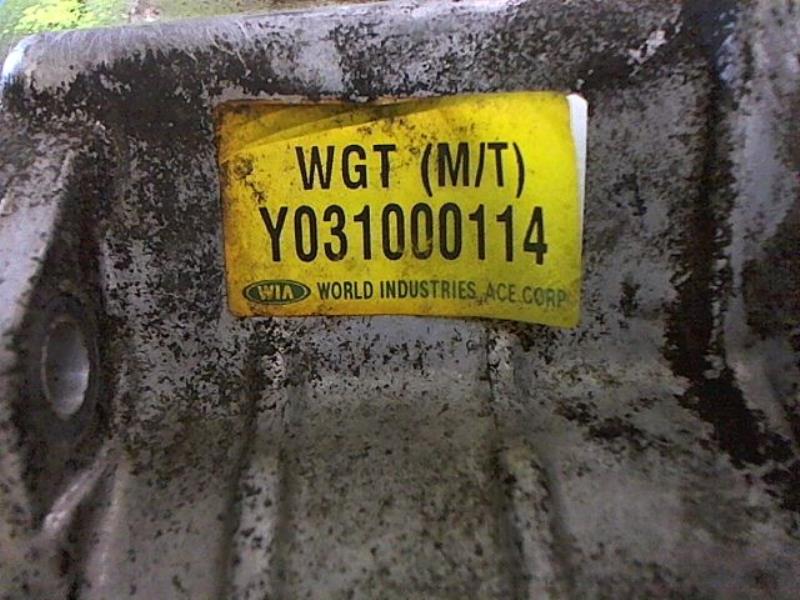 WGT (M/T)
Y031000114
WIA WORLD INDUSTRIES ACE CORP